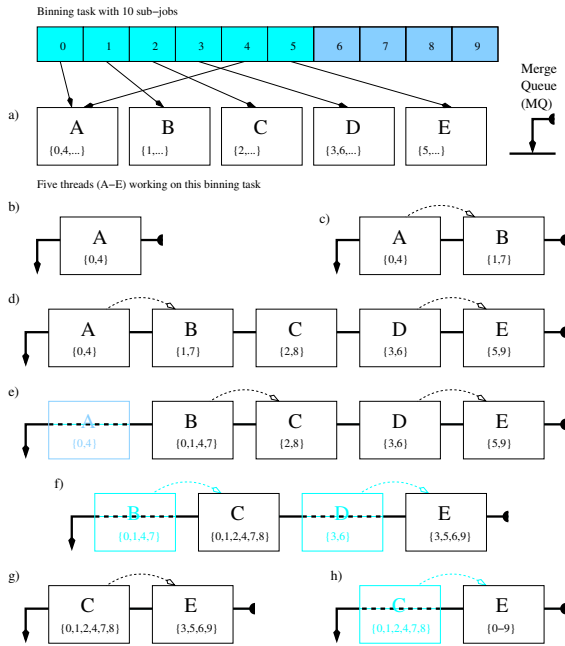 Binning task with 10 sub−jobs
0 1 2 3 4 5 6 7 8 9
Merge
Queue
(MQ)
a)
A B C D E
{0,4,...} {1,...} {2,...} {3,6,...} {5,...}
Five threads (A−E) working on this binning task
b)
A
{0,4}
c)
A B
{0,4} {1,7}
d)
A B C D E
{0,4} {1,7} {2,8} {3,6} {5,9}
e)
A B C D E
{0,4} {0,1,4,7} {2,8} {3,6} {5,9}
f)
B C D E
{0,1,4,7} {0,1,2,4,7,8} {3,6} {3,5,6,9}
g)
C E
{0,1,2,4,7,8} {3,5,6,9}
h)
C E
{0,1,2,4,7,8} {0−9}